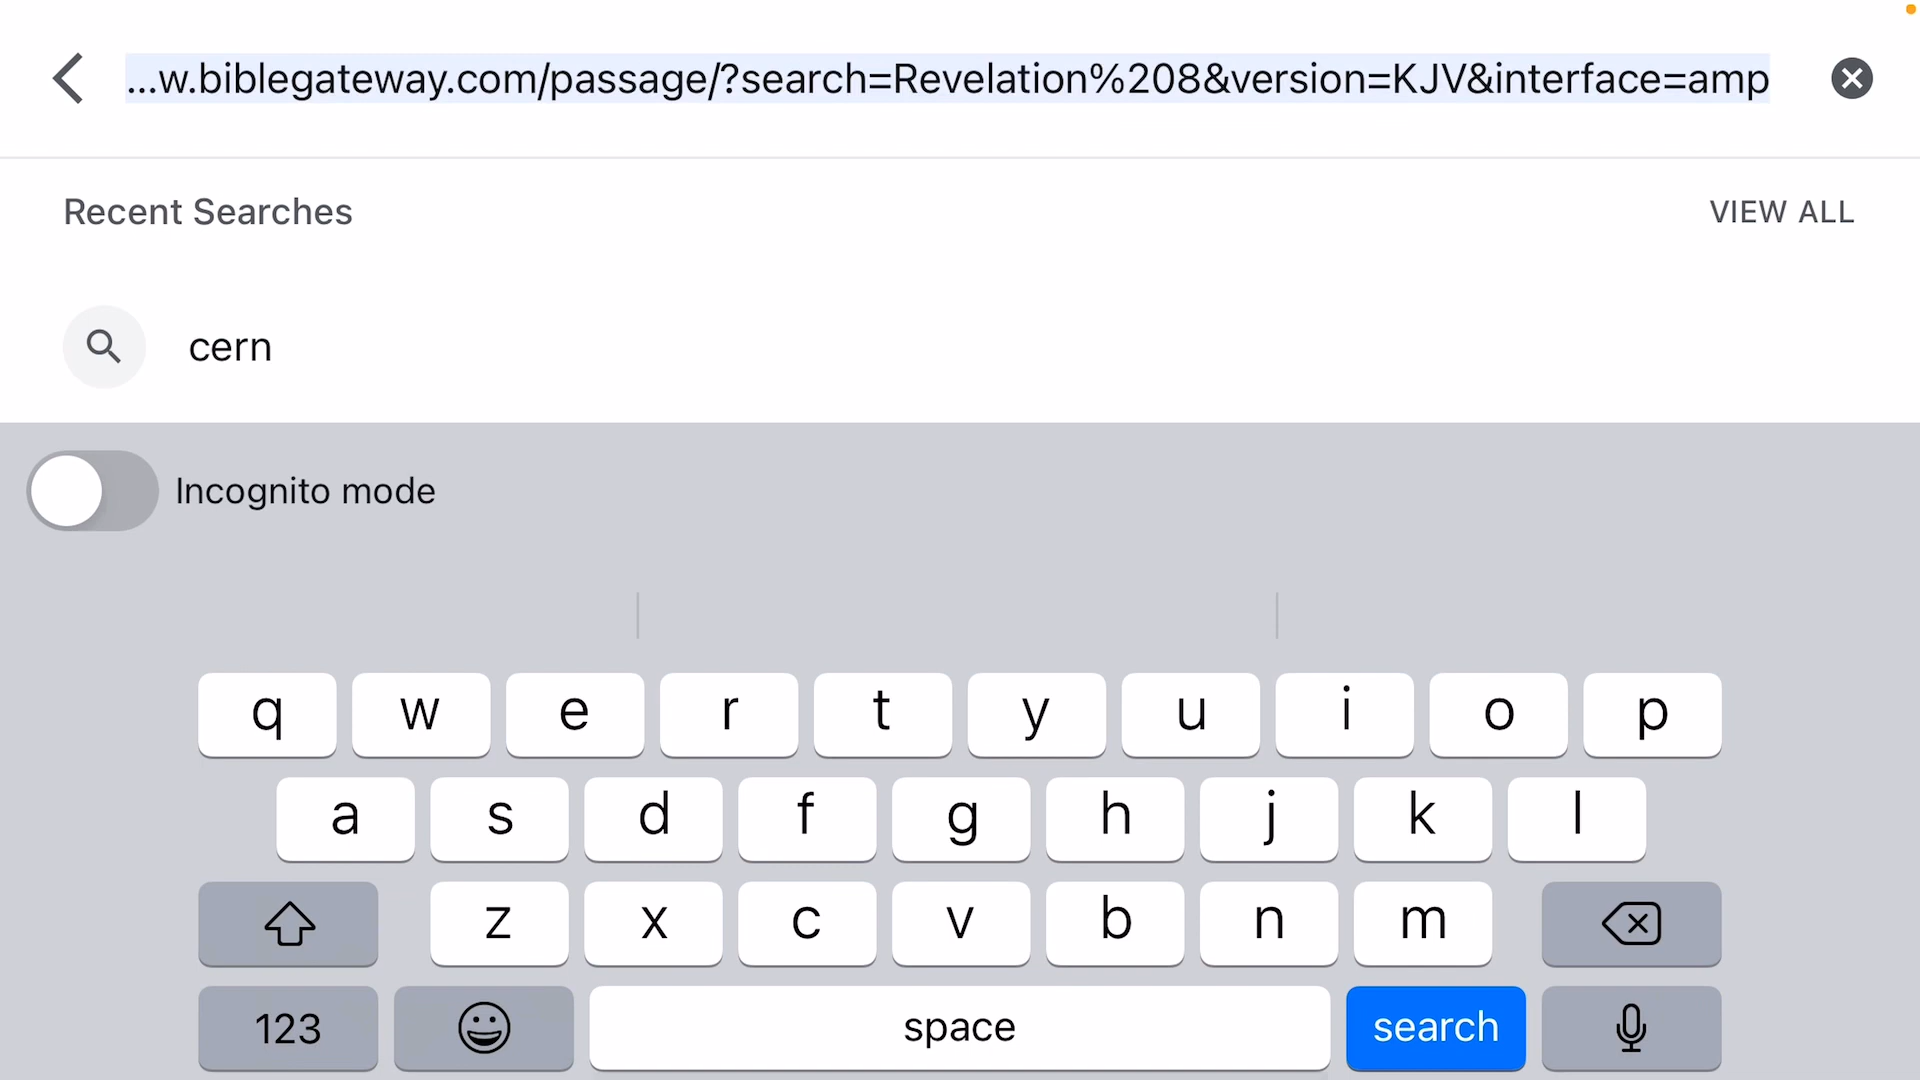 ...w.biblegateway.com/passage/?search=Revelation%208&version=KJV&interface=amp
Recent Searches
VIEW ALL
cern
Incognito mode
q w e r t y u i o p
a s d f g h j k l
z x c v b n m
123 space search